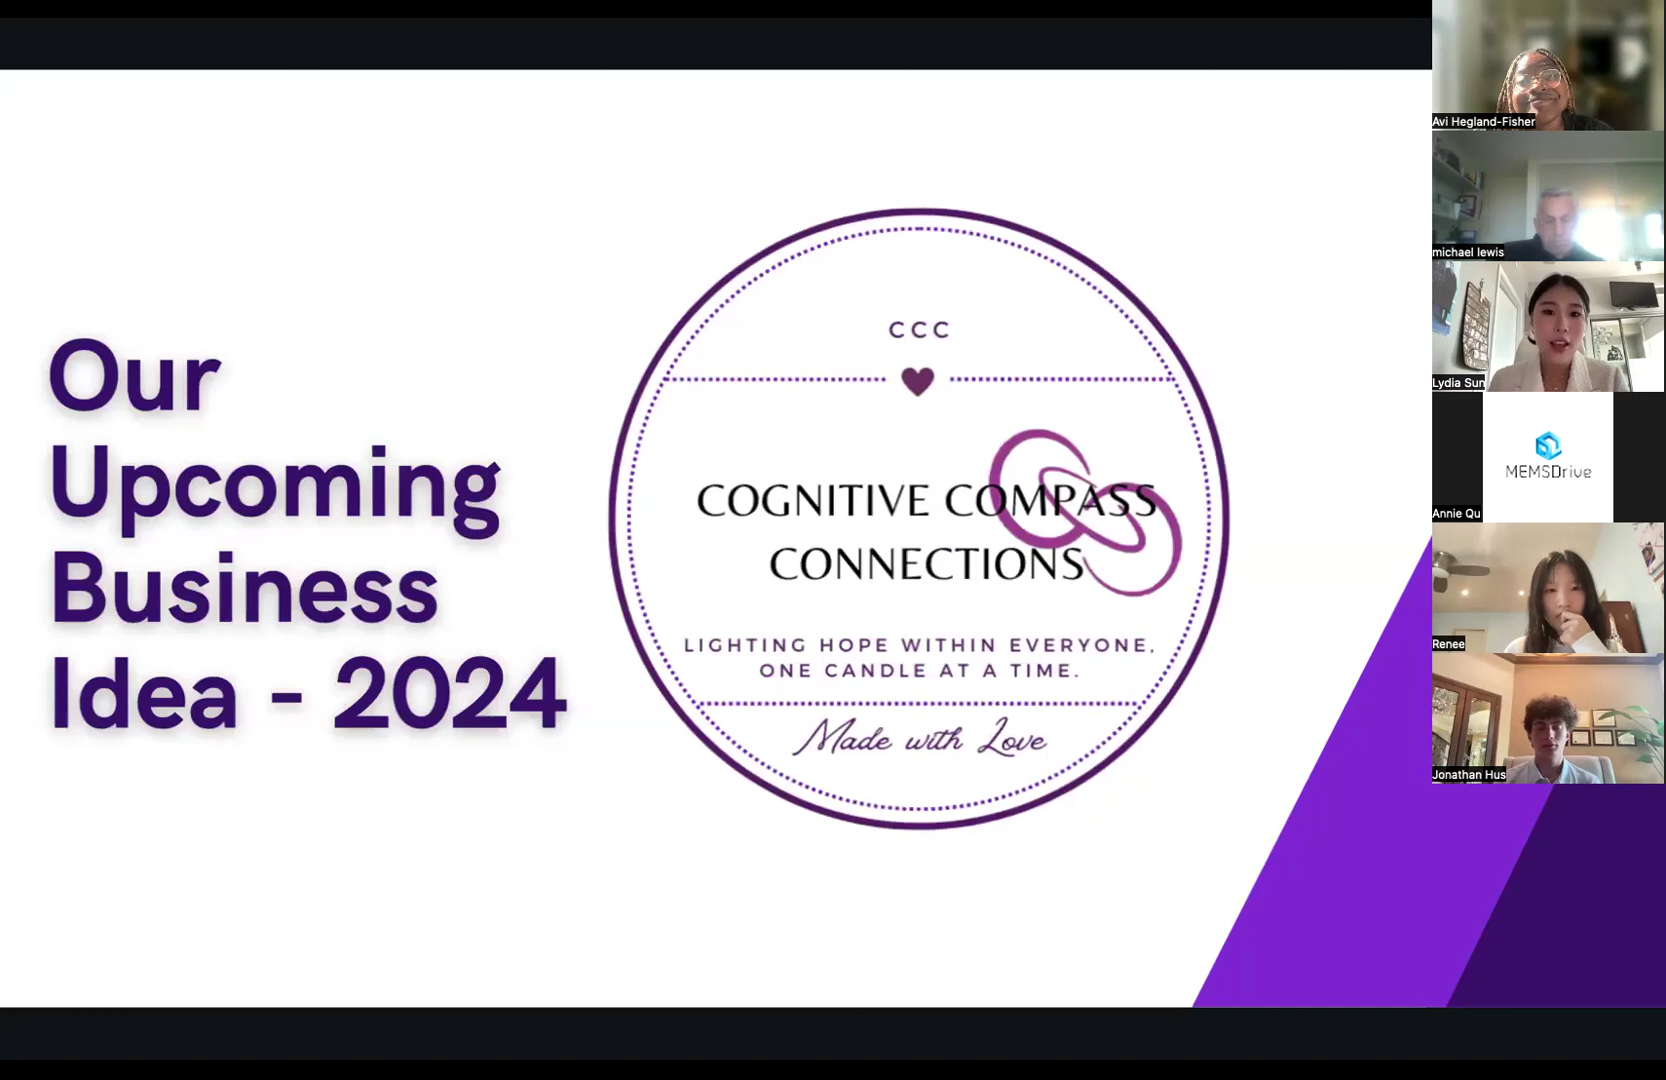 Our
Upcoming
Business
Idea - 2024
CCC
COGNITIVE COMPASS
CONNECTIONS
LIGHTING HOPE WITHIN EVERYONE,
ONE CANDLE AT A TIME.
Made with Love
Avi Hegland-Fisher
michael lewis
Lydia Sun
MEMSDrive
Annie Qu
Renee
Jonathan Hus